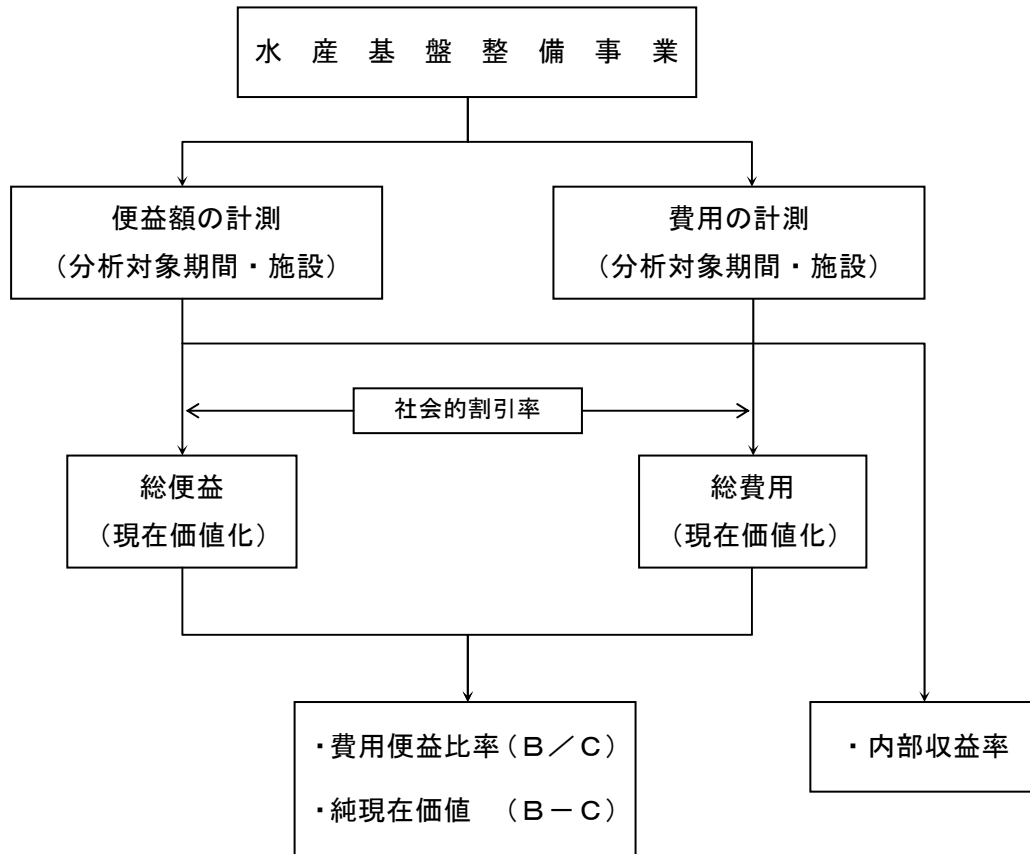 水産基盤整備事業
便益額の計測
（分析対象期間・施設）
費用の計測
（分析対象期間・施設）
社会的割引率
総便益
（現在価値化）
総費用
（現在価値化）
・費用便益比率（Ｂ／Ｃ）
・純現在価値　（Ｂ－Ｃ）
・内部収益率